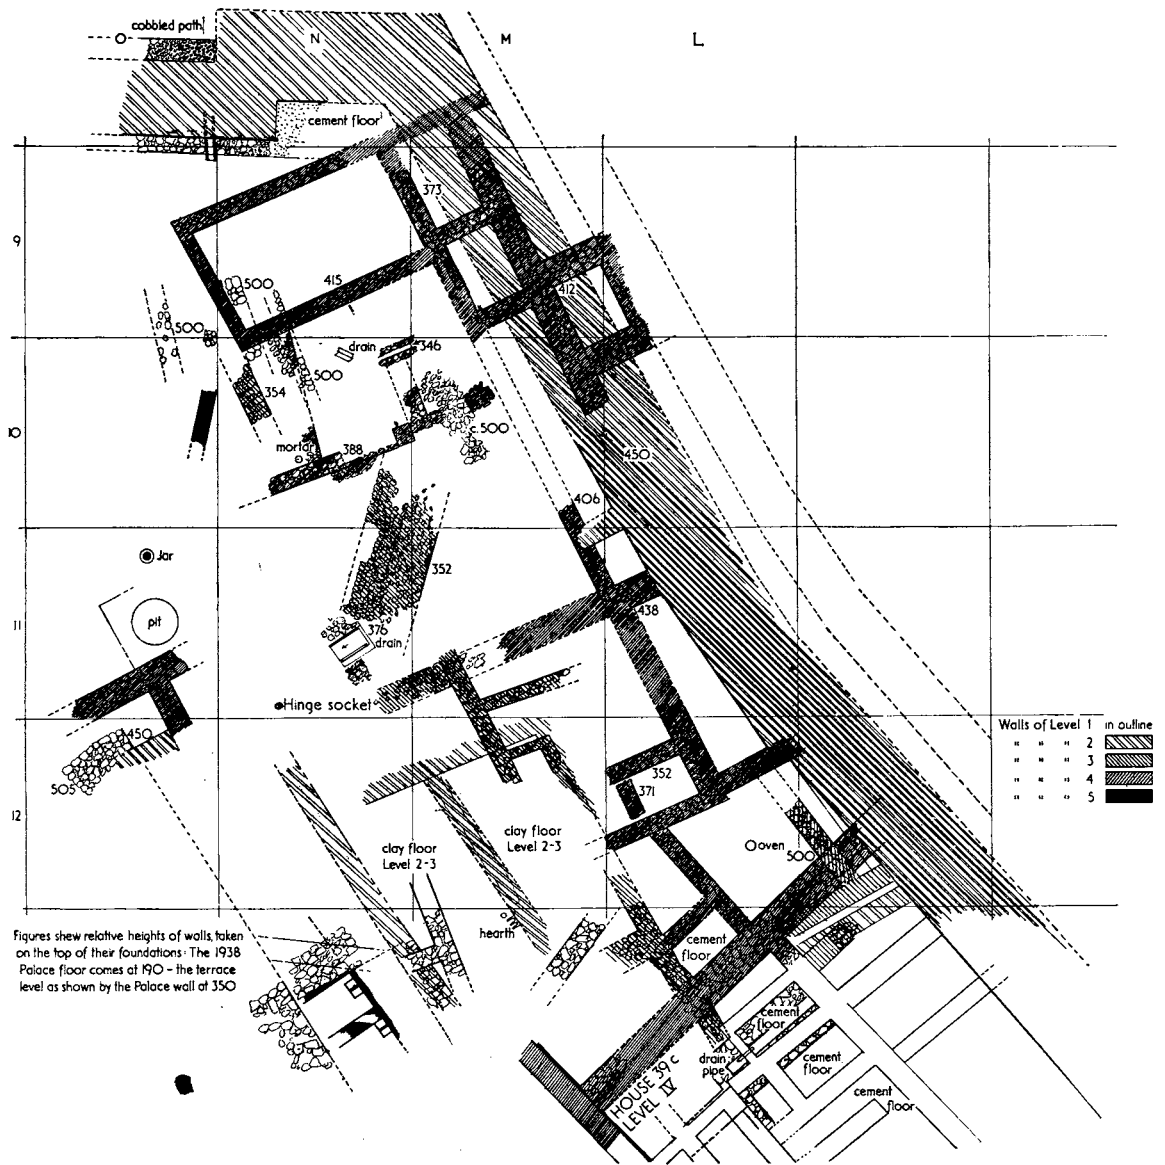 cobbled path
N
M
L
cement floor
373
9
500
415
412
500
drain
346
500
354
10
c.500
mortar
388
450
406
Jar
352
11
pit
376
drain
438
Hinge socket
450
505
352
371
Walls of Level 1 in outline
" " " 2
" " " 3
" " " 4
" " " 5
12
clay floor
Level 2-3
clay floor
Level 2-3
oven
500
hearth
cement
floor
Figures shew relative heights of walls, taken
on the top of their foundations: The 1938
Palace floor comes at 190 - the terrace
level as shown by the Palace wall at 350
cement
floor
drain
pipe
cement
floor
cement
floor
HOUSE 39 c
LEVEL IV